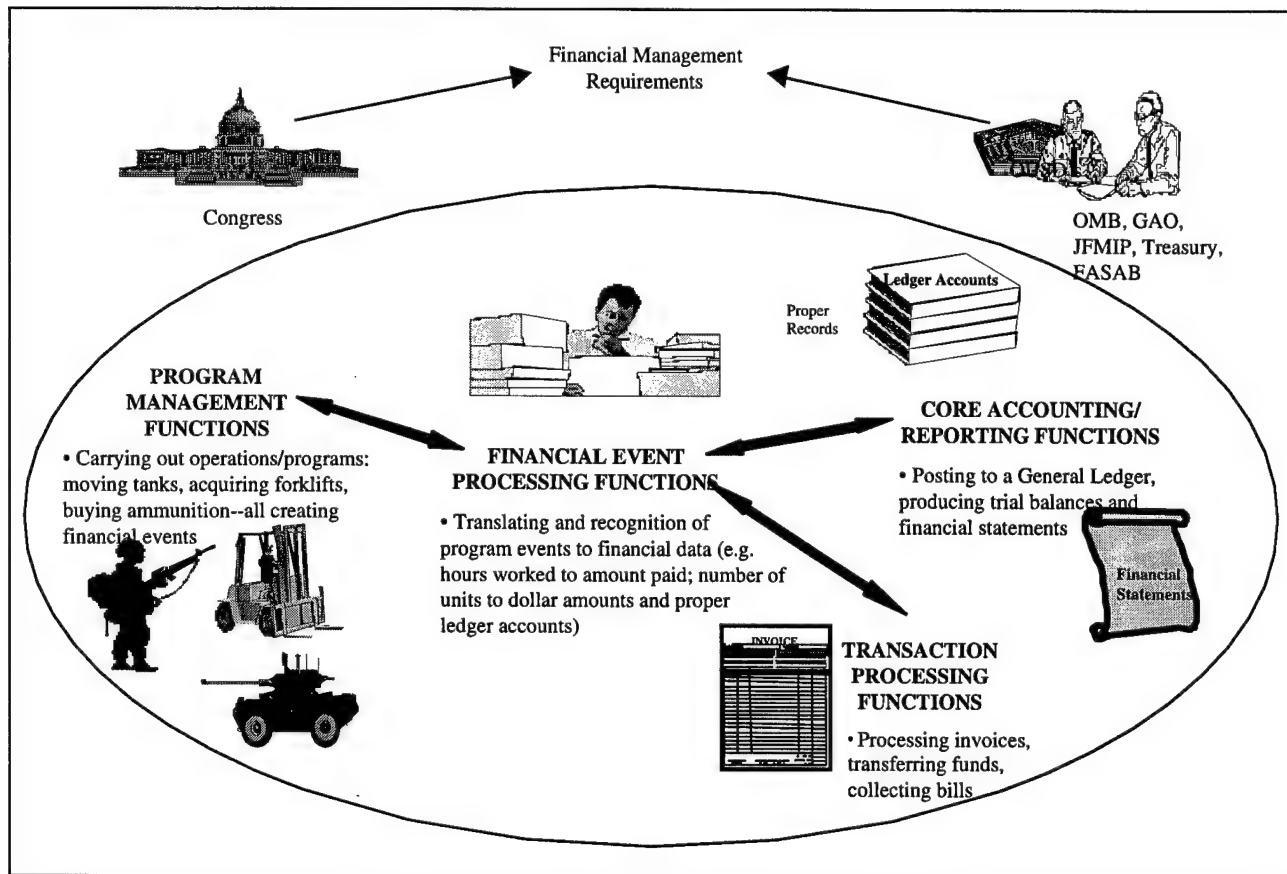 Financial Management
Requirements
Congress
OMB, GAO,
JFMIP, Treasury,
FASAB
Ledger Accounts
Proper
Records
PROGRAM
MANAGEMENT
FUNCTIONS
• Carrying out operations/programs:
moving tanks, acquiring forklifts,
buying ammunition--all creating
financial events
FINANCIAL EVENT
PROCESSING FUNCTIONS
• Translating and recognition of
program events to financial data (e.g.
hours worked to amount paid; number of
units to dollar amounts and proper
ledger accounts)
CORE ACCOUNTING/
REPORTING FUNCTIONS
• Posting to a General Ledger,
producing trial balances and
financial statements
Financial
Statements
INVOICE
TRANSACTION
PROCESSING
FUNCTIONS
• Processing invoices,
transferring funds,
collecting bills